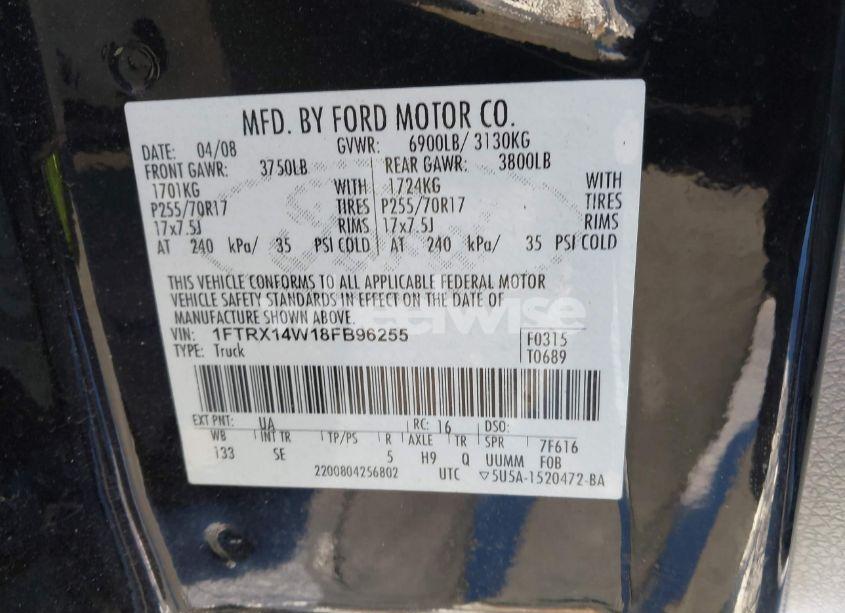 MFD. BY FORD MOTOR CO.
DATE: 04/08 GVWR: 6900LB/ 3130KG
FRONT GAWR: 3750LB REAR GAWR: 3800LB
1701KG WITH 1724KG WITH
P255/70R17 TIRES P255/70R17 TIRES
17x7.5J RIMS 17x7.5J RIMS
AT 240 kPa/ 35 PSI COLD AT 240 kPa/ 35 PSI COLD
THIS VEHICLE CONFORMS TO ALL APPLICABLE FEDERAL MOTOR
VEHICLE SAFETY STANDARDS IN EFFECT ON THE DATE OF
MANUFACTURE SHOWN ABOVE.
VIN: 1FTRX14W18FB96255 F0315
TYPE: Truck T0689
EXT PNT: UA RC: 16 DSO:
WB INT TR TP/PS R AXLE TR SPR 7F616
133 SE 5 H9 Q UUMM FOB
2200804256802 UTC ▽5U5A-1520472-BA